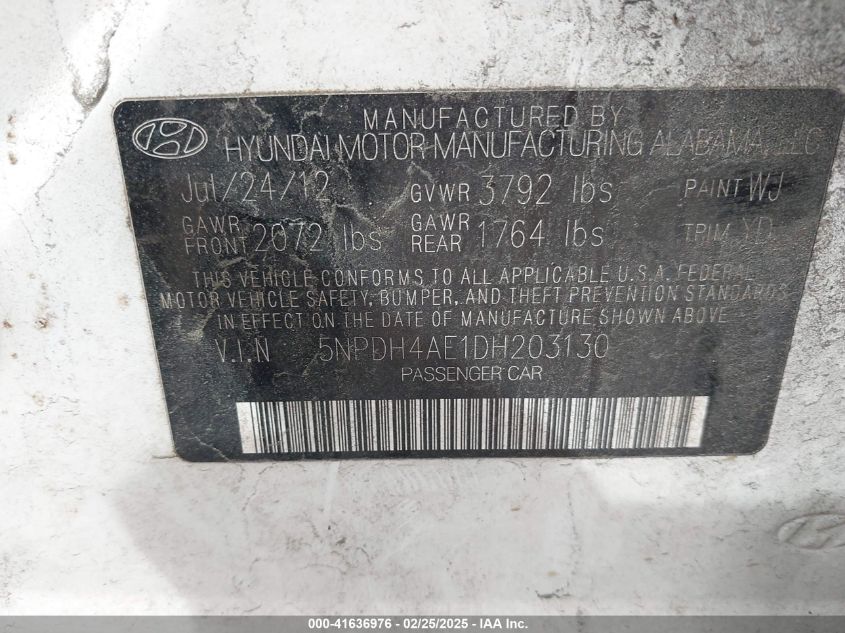 MANUFACTURED BY
HYUNDAI MOTOR MANUFACTURING ALABAMA, LLC
Jul/24/12 GVWR 3792 lbs PAINT WJ
GAWR FRONT 2072 lbs GAWR REAR 1764 lbs TRIM YD
THIS VEHICLE CONFORMS TO ALL APPLICABLE U.S.A. FEDERAL
MOTOR VEHICLE SAFETY, BUMPER, AND THEFT PREVENTION STANDARDS
IN EFFECT ON THE DATE OF MANUFACTURE SHOWN ABOVE
V.I.N 5NPDH4AE1DH203130
PASSENGER CAR
000-41636976 - 02/25/2025 - IAA Inc.